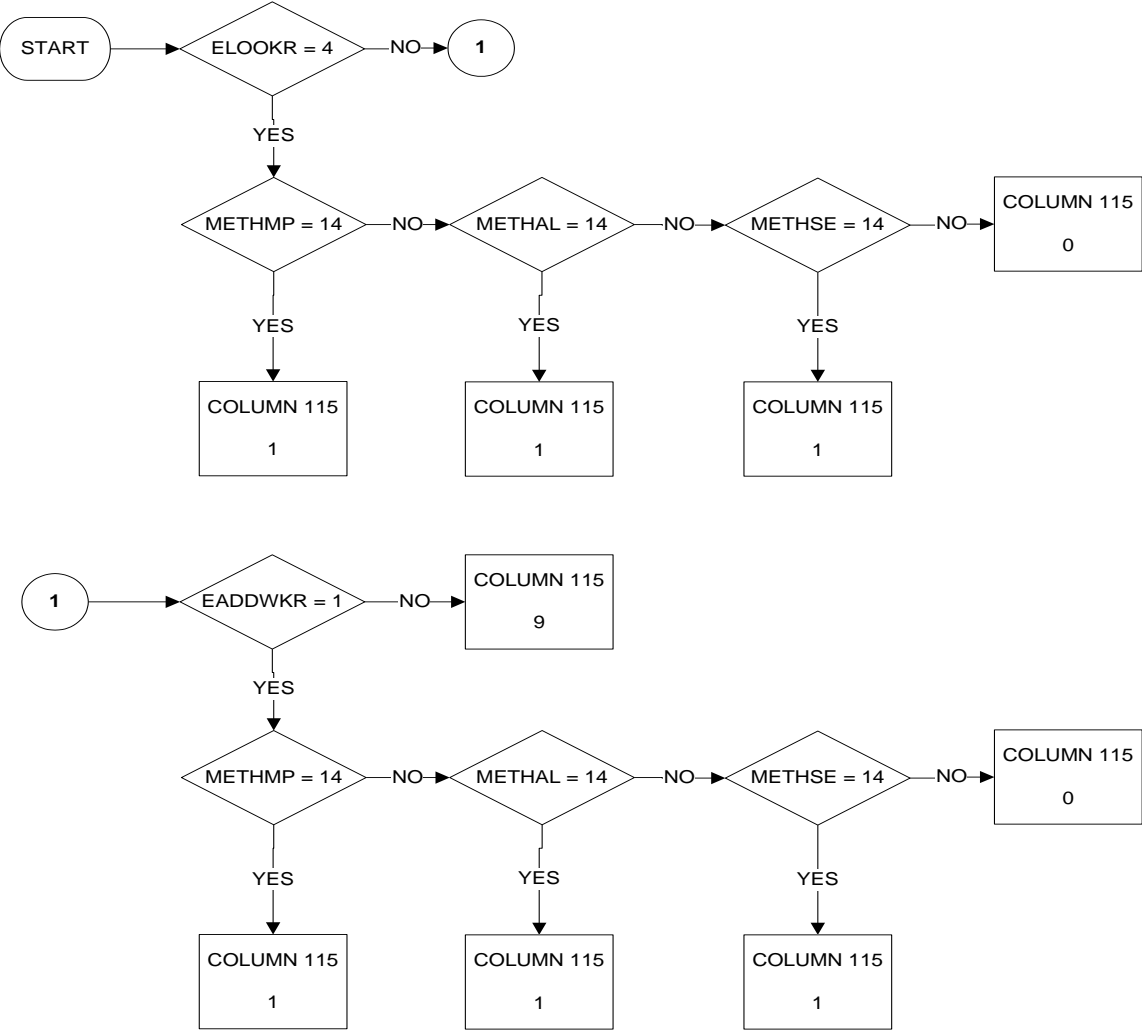 START
ELOOKR = 4
NO
1
YES
METHMP = 14
NO
METHAL = 14
NO
METHSE = 14
NO
COLUMN 115
0
YES
YES
YES
COLUMN 115
1
COLUMN 115
1
COLUMN 115
1
1
EADDWKR = 1
NO
COLUMN 115
9
YES
METHMP = 14
NO
METHAL = 14
NO
METHSE = 14
NO
COLUMN 115
0
YES
YES
YES
COLUMN 115
1
COLUMN 115
1
COLUMN 115
1